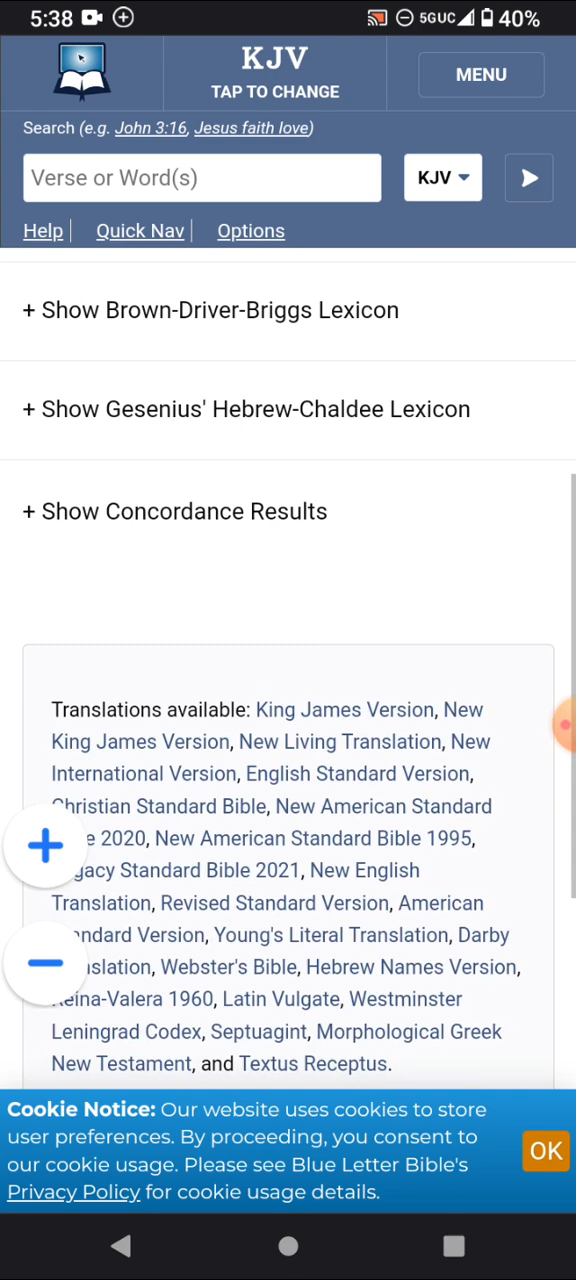 5:38 5GUC 40%
KJV
TAP TO CHANGE
MENU
Search (e.g. John 3:16, Jesus faith love)
Verse or Word(s)
KJV
Help Quick Nav Options
+ Show Brown-Driver-Briggs Lexicon
+ Show Gesenius' Hebrew-Chaldee Lexicon
+ Show Concordance Results
Translations available: King James Version, New
King James Version, New Living Translation, New
International Version, English Standard Version,
Christian Standard Bible, New American Standard
e 2020, New American Standard Bible 1995,
gacy Standard Bible 2021, New English
Translation, Revised Standard Version, American
ndard Version, Young's Literal Translation, Darby
nslation, Webster's Bible, Hebrew Names Version,
Reina-Valera 1960, Latin Vulgate, Westminster
Leningrad Codex, Septuagint, Morphological Greek
New Testament, and Textus Receptus.
Cookie Notice: Our website uses cookies to store
user preferences. By proceeding, you consent to
our cookie usage. Please see Blue Letter Bible's
Privacy Policy for cookie usage details.
OK